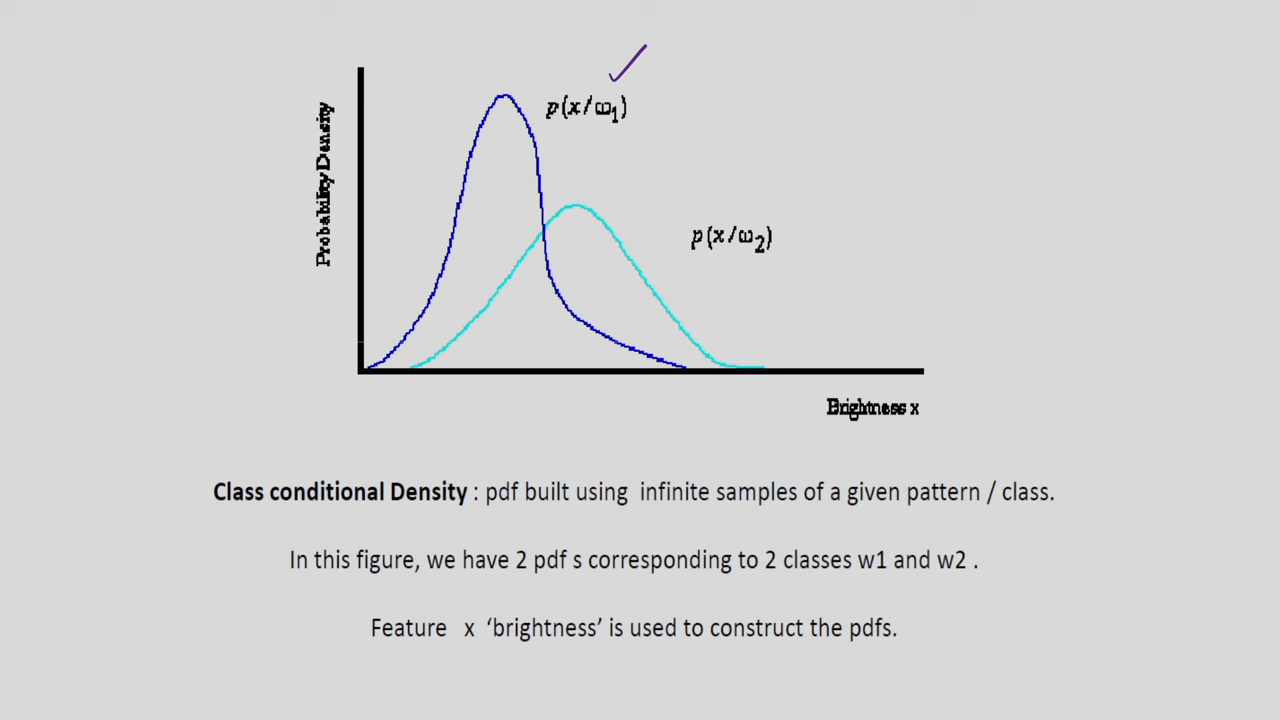 Probability Density
p(x/ω₁)
p(x/ω₂)
Brightness x
Class conditional Density : pdf built using infinite samples of a given pattern / class.
In this figure, we have 2 pdf s corresponding to 2 classes w1 and w2 .
Feature x ‘brightness’ is used to construct the pdfs.